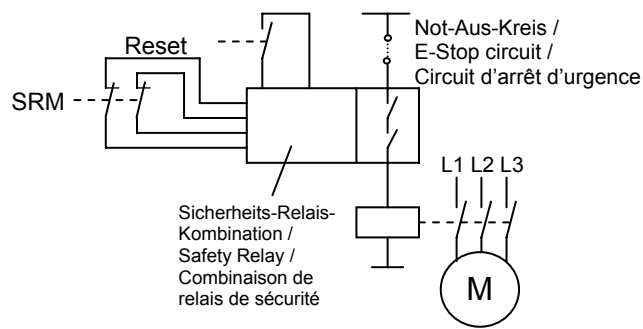 Reset
Not-Aus-Kreis /
E-Stop circuit /
Circuit d'arrêt d'urgence
SRM
L1 L2 L3
Sicherheits-Relais-
Kombination /
Safety Relay /
Combinaison de
relais de sécurité
M